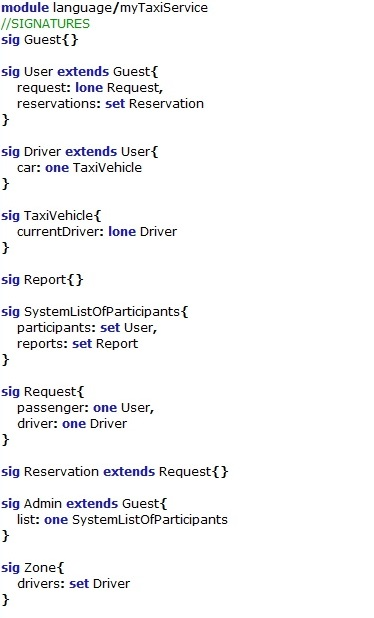 module language/myTaxiService
//SIGNATURES
sig Guest{}
sig User extends Guest{
request: lone Request,
reservations: set Reservation
}
sig Driver extends User{
car: one TaxiVehicle
}
sig TaxiVehicle{
currentDriver: lone Driver
}
sig Report{}
sig SystemListOfParticipants{
participants: set User,
reports: set Report
}
sig Request{
passenger: one User,
driver: one Driver
}
sig Reservation extends Request{}
sig Admin extends Guest{
list: one SystemListOfParticipants
}
sig Zone{
drivers: set Driver
}